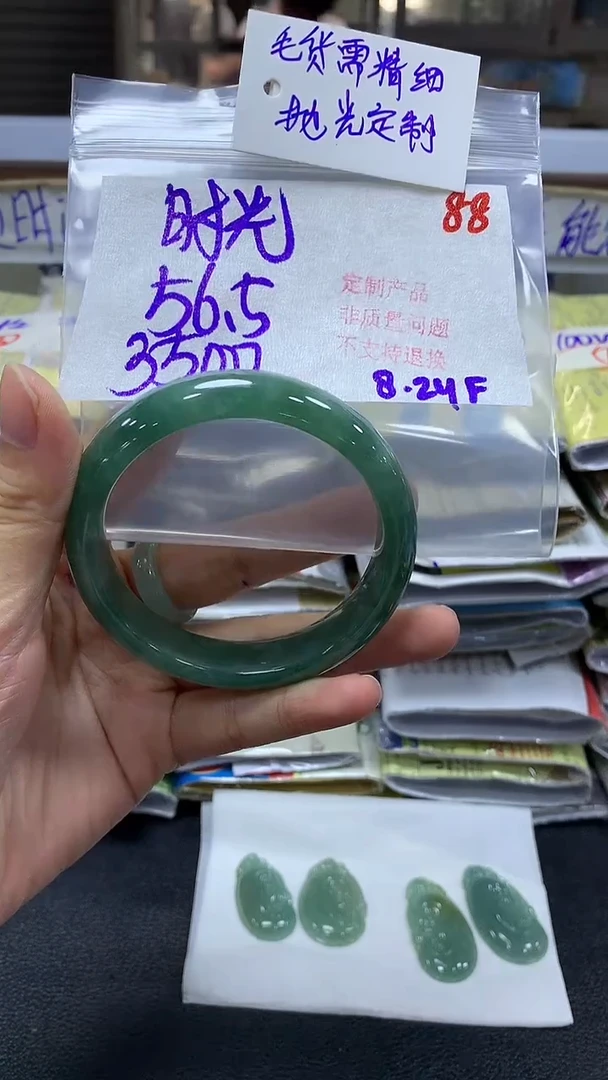 毛货需精细
抛光定制
时光
88
56.5
3500
定制产品
非质量问题
不支持退换
8.24F